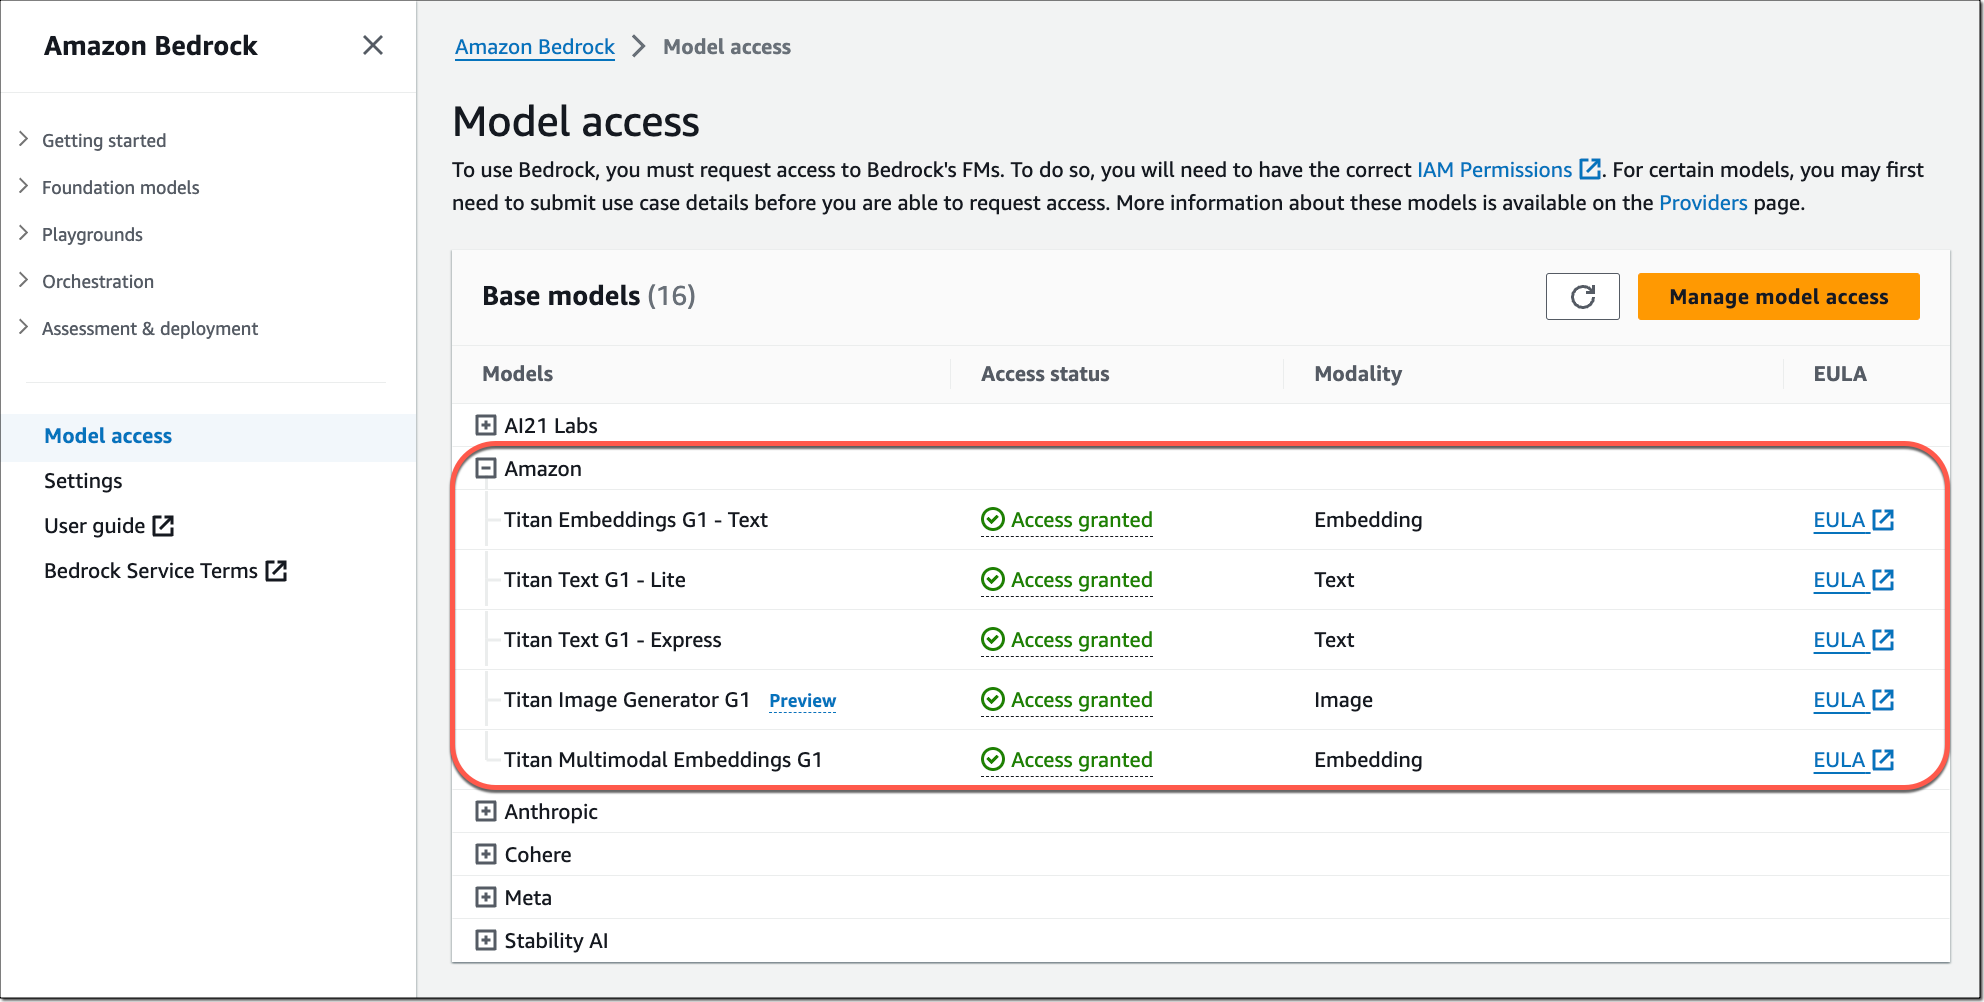 Amazon Bedrock
Getting started
Foundation models
Playgrounds
Orchestration
Assessment & deployment
Model access
Settings
User guide
Bedrock Service Terms
Amazon Bedrock > Model access
Model access
To use Bedrock, you must request access to Bedrock's FMs. To do so, you will need to have the correct IAM Permissions. For certain models, you may first
need to submit use case details before you are able to request access. More information about these models is available on the Providers page.
Base models (16)
Manage model access
Models Access status Modality EULA
AI21 Labs
Amazon
Titan Embeddings G1 - Text Access granted Embedding EULA
Titan Text G1 - Lite Access granted Text EULA
Titan Text G1 - Express Access granted Text EULA
Titan Image Generator G1 Preview Access granted Image EULA
Titan Multimodal Embeddings G1 Access granted Embedding EULA
Anthropic
Cohere
Meta
Stability AI